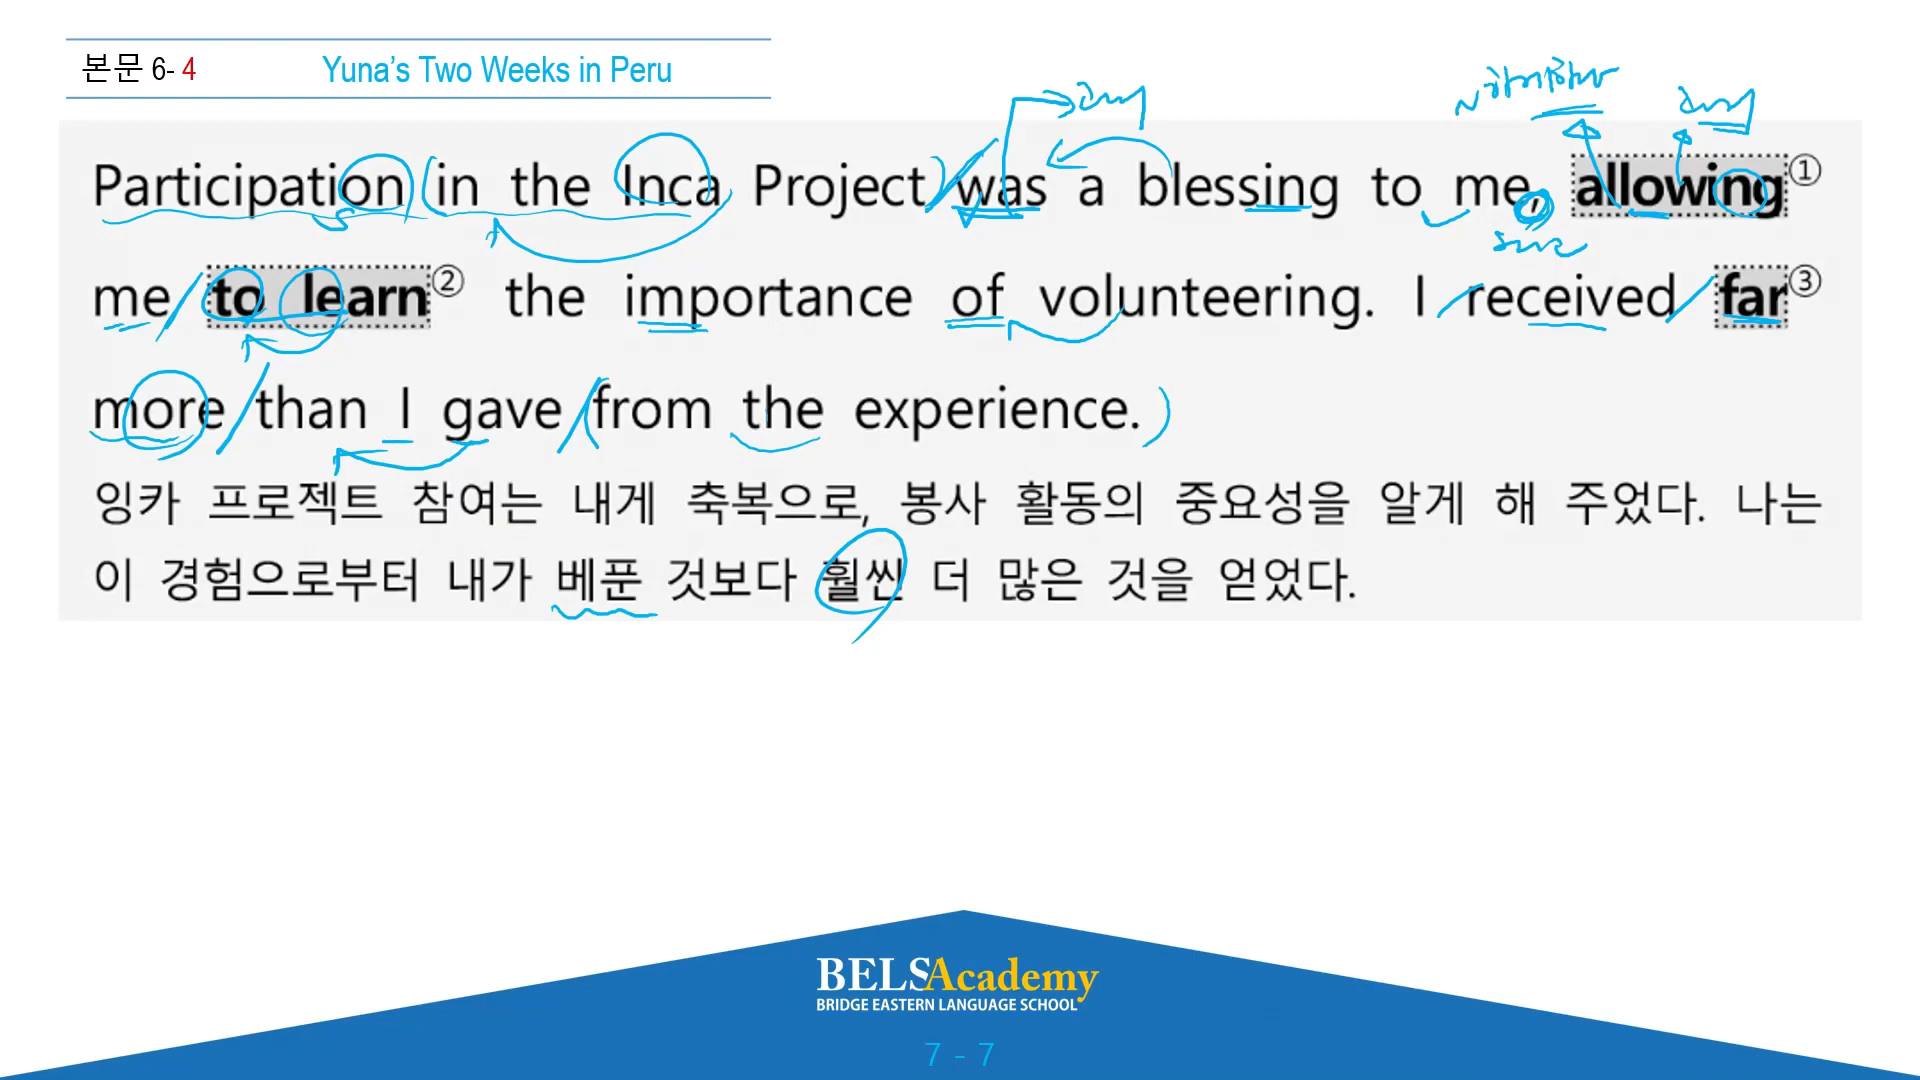 본문 6- 4
Yuna's Two Weeks in Peru
Participation (in the Inca Project) was a blessing to me, allowing①
me to learn② the importance of volunteering. I received far③
more than I gave (from the experience.)
잉카 프로젝트 참여는 내게 축복으로, 봉사 활동의 중요성을 알게 해 주었다. 나는
이 경험으로부터 내가 베푼 것보다 훨씬 더 많은 것을 얻었다.
BELSAcademy
BRIDGE EASTERN LANGUAGE SCHOOL
7 - 7